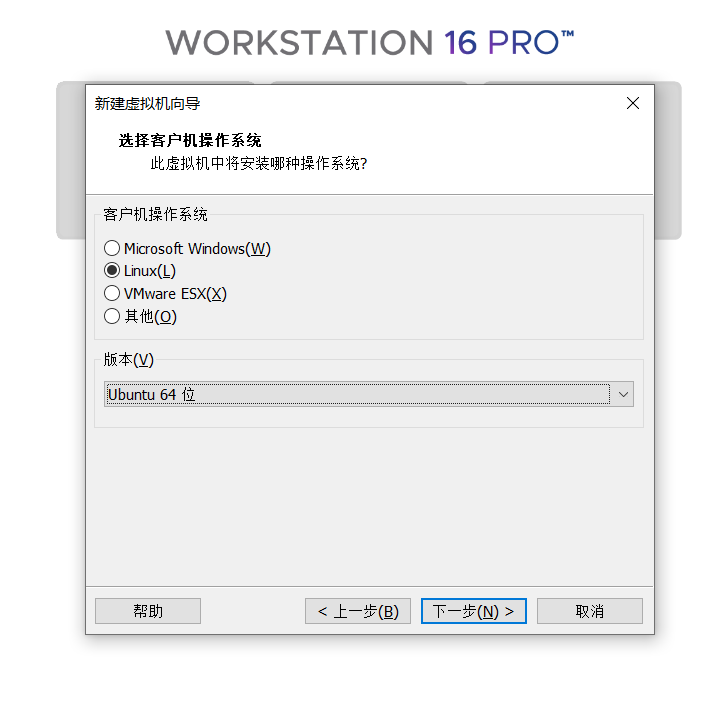 WORKSTATION 16 PRO™
新建虚拟机向导
选择客户机操作系统
此虚拟机中将安装哪种操作系统?
客户机操作系统
Microsoft Windows(W)
Linux(L)
VMware ESX(X)
其他(O)
版本(V)
Ubuntu 64 位
帮助
< 上一步(B)
下一步(N) >
取消